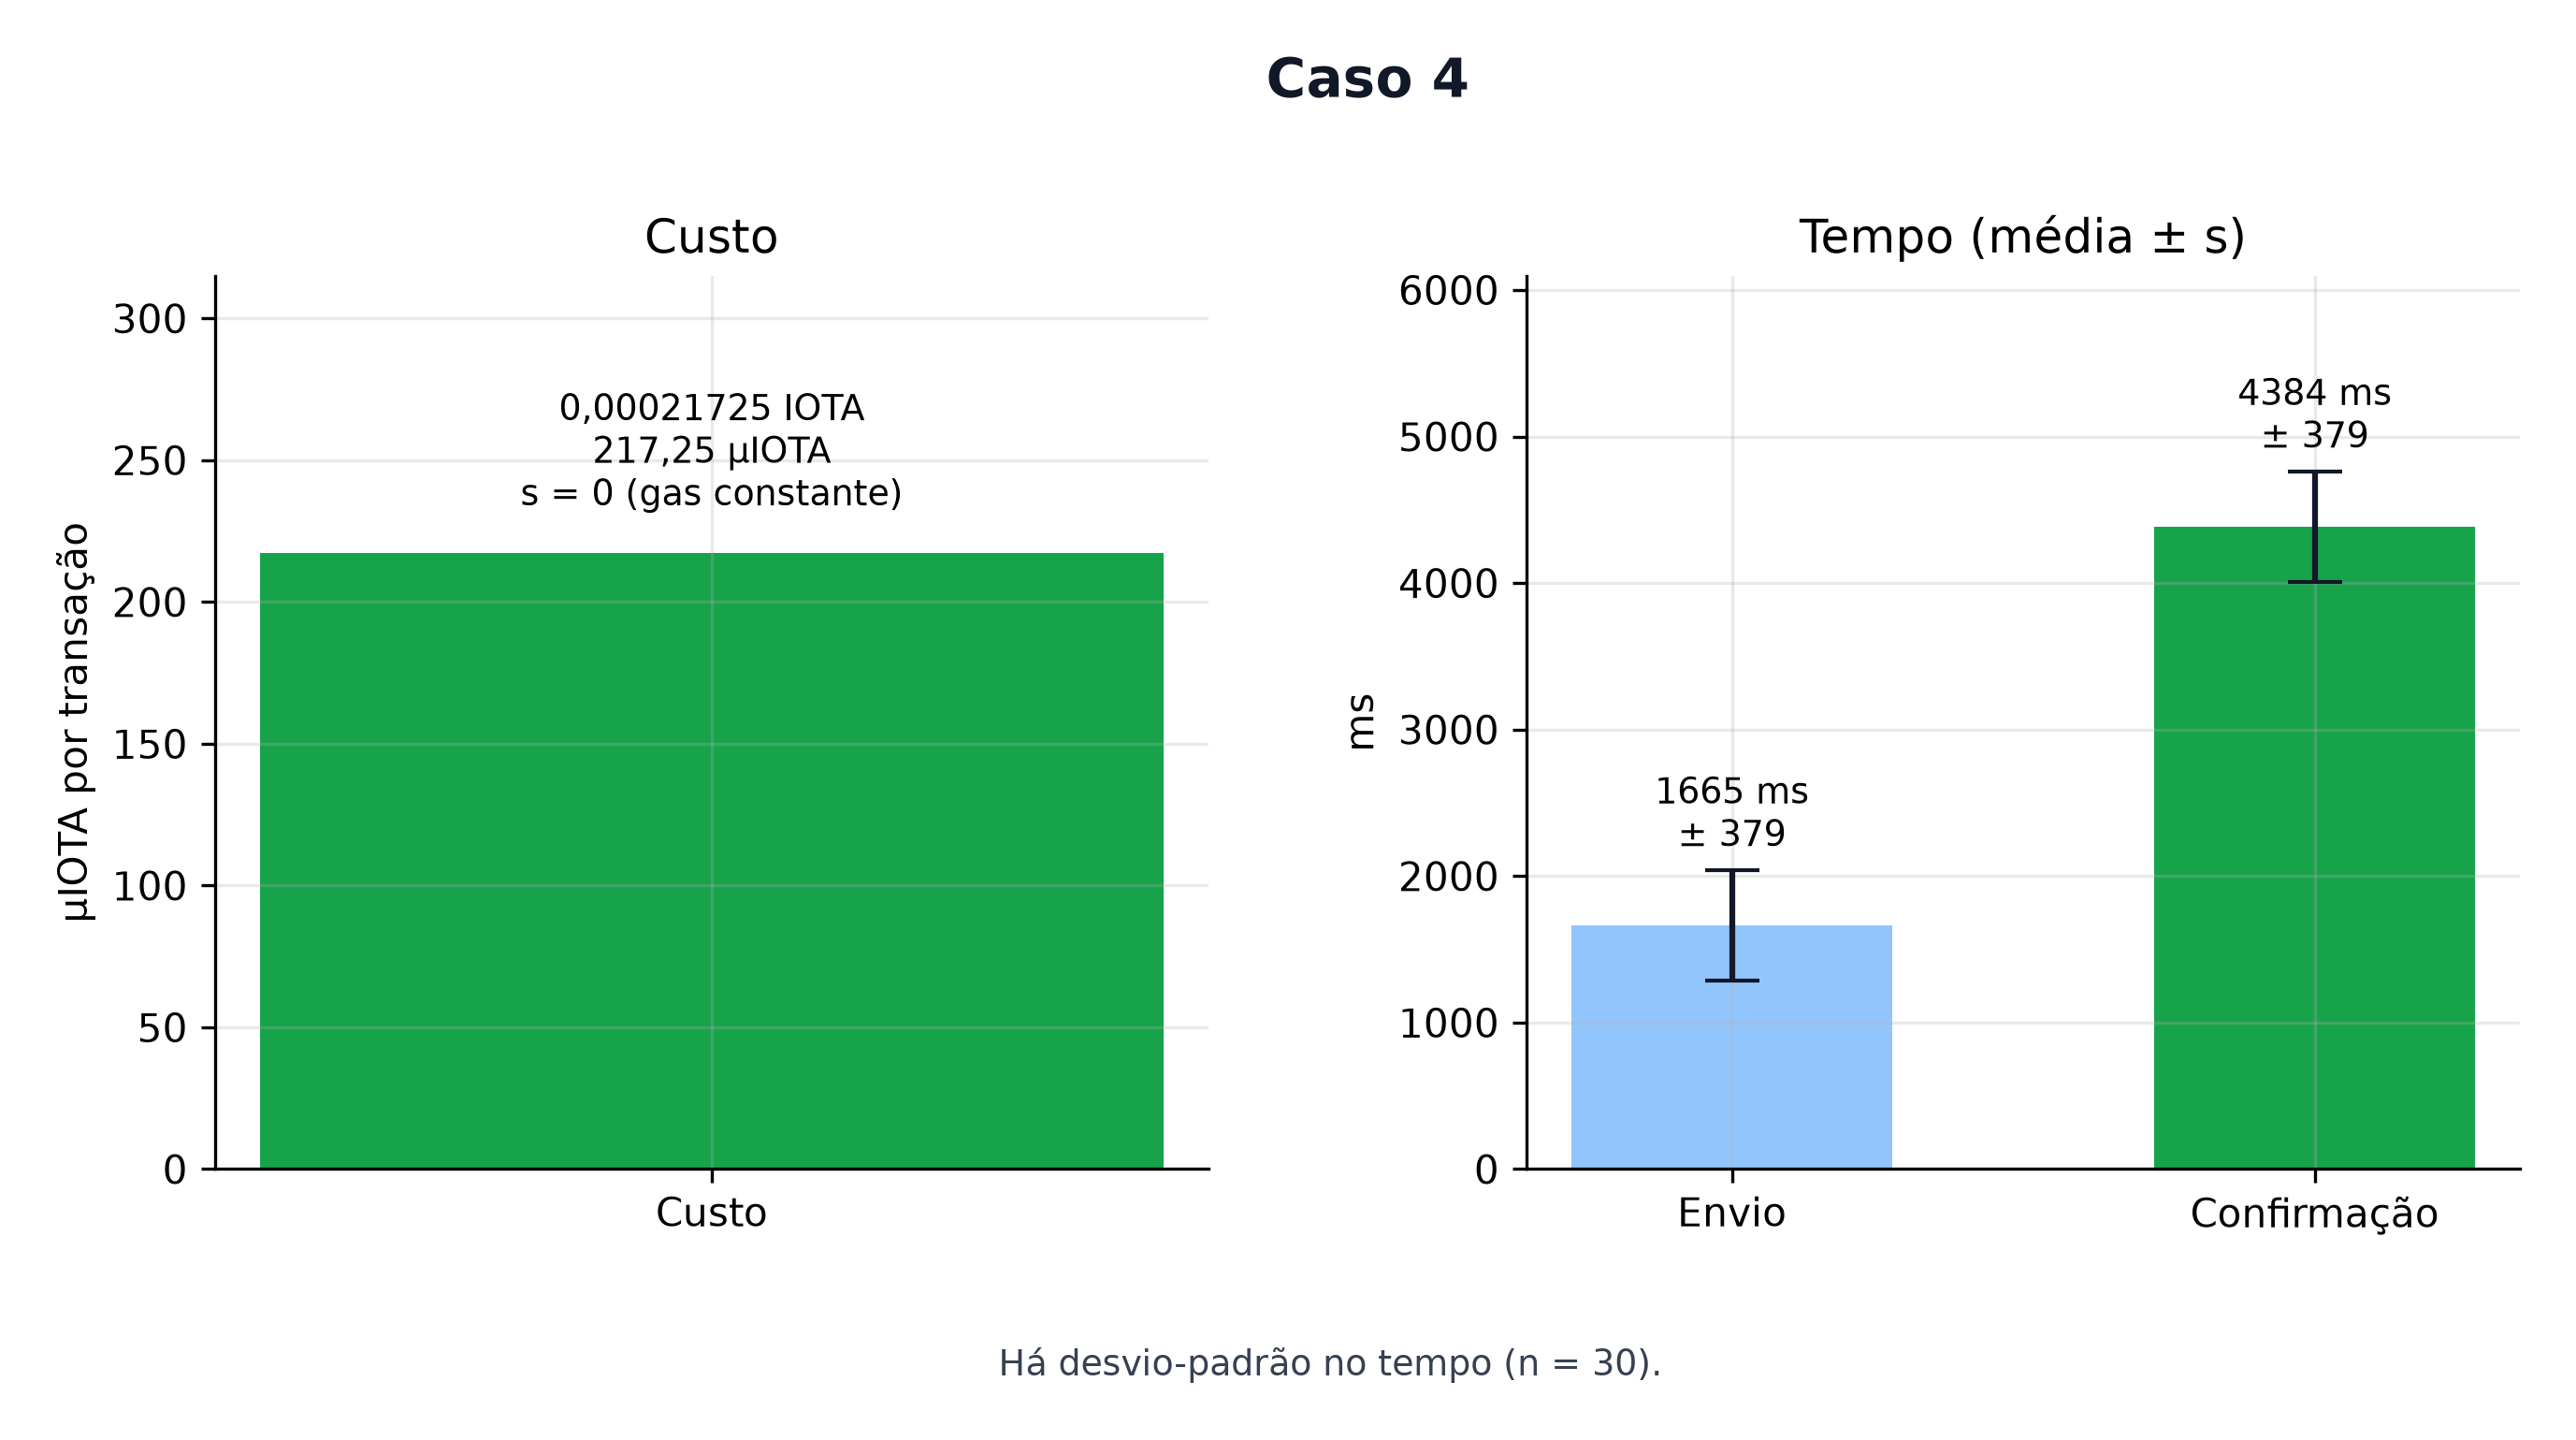 Caso 4
Custo
300
250
200
150
100
50
0
µIOTA por transação
0,00021725 IOTA
217,25 µIOTA
s = 0 (gas constante)
Custo
Tempo (média ± s)
6000
5000
4000
3000
2000
1000
0
ms
1665 ms
± 379
4384 ms
± 379
Envio
Confirmação
Há desvio-padrão no tempo (n = 30).